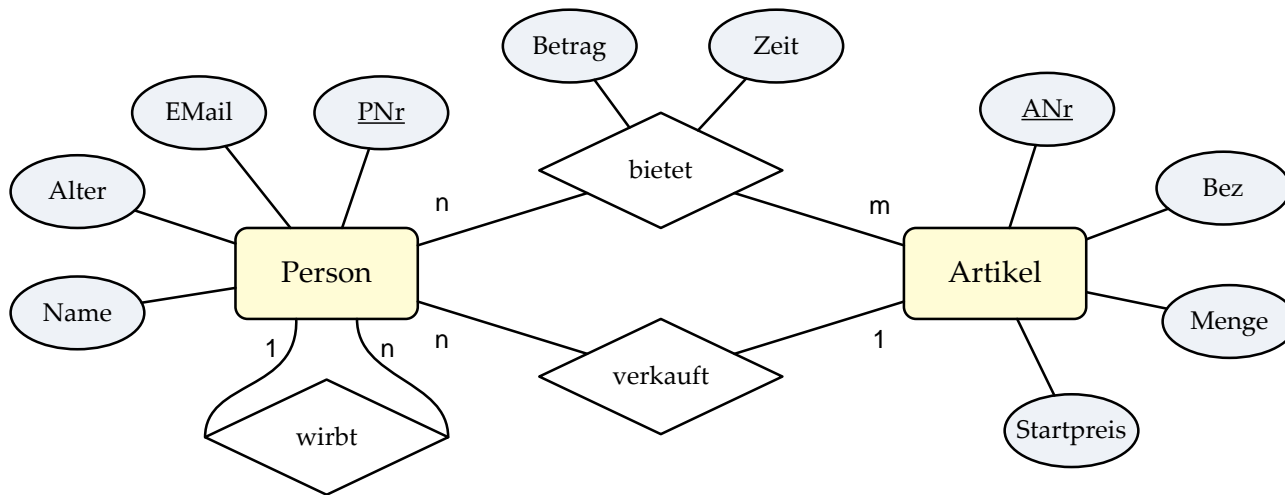 Betrag
Zeit
EMail
PNr
ANr
bietet
Alter
Bez
n
m
Person
Artikel
Name
Menge
1
n
n
1
verkauft
wirbt
Startpreis